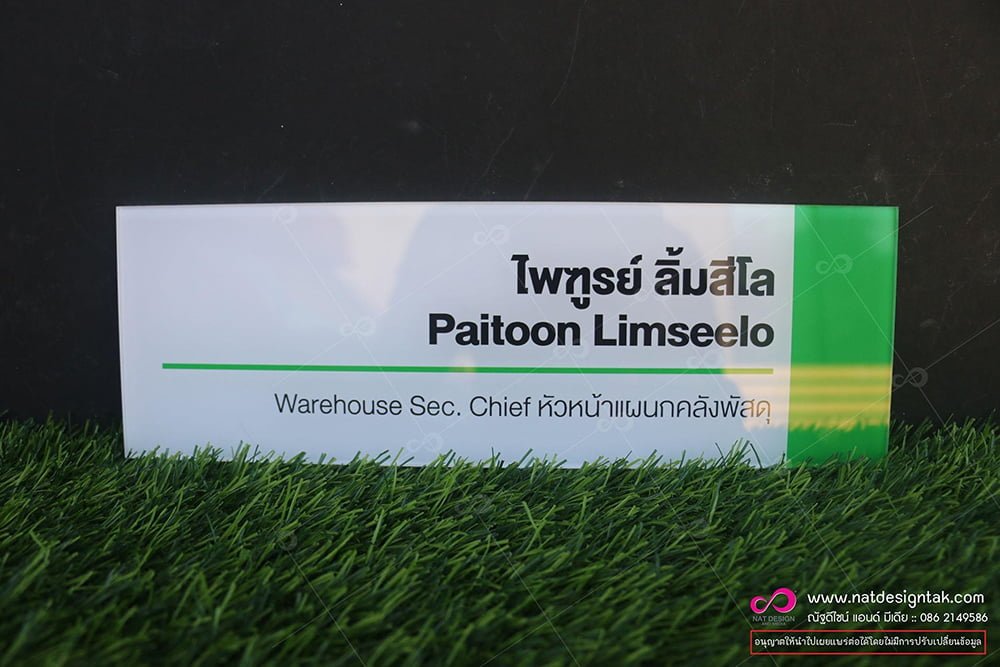 ไพฑูรย์ ลิ้มสีโล
Paitoon Limseelo
Warehouse Sec. Chief หัวหน้าแผนกคลังพัสดุ
www.natdesigntak.com
NAT DESIGN
AND MEDIA
ณัฐดีไซน์ แอนด์ มีเดีย :: 086 2149586
อนุญาตให้นำไปเผยแพร่ต่อได้โดยไม่มีการปรับเปลี่ยนข้อมูล